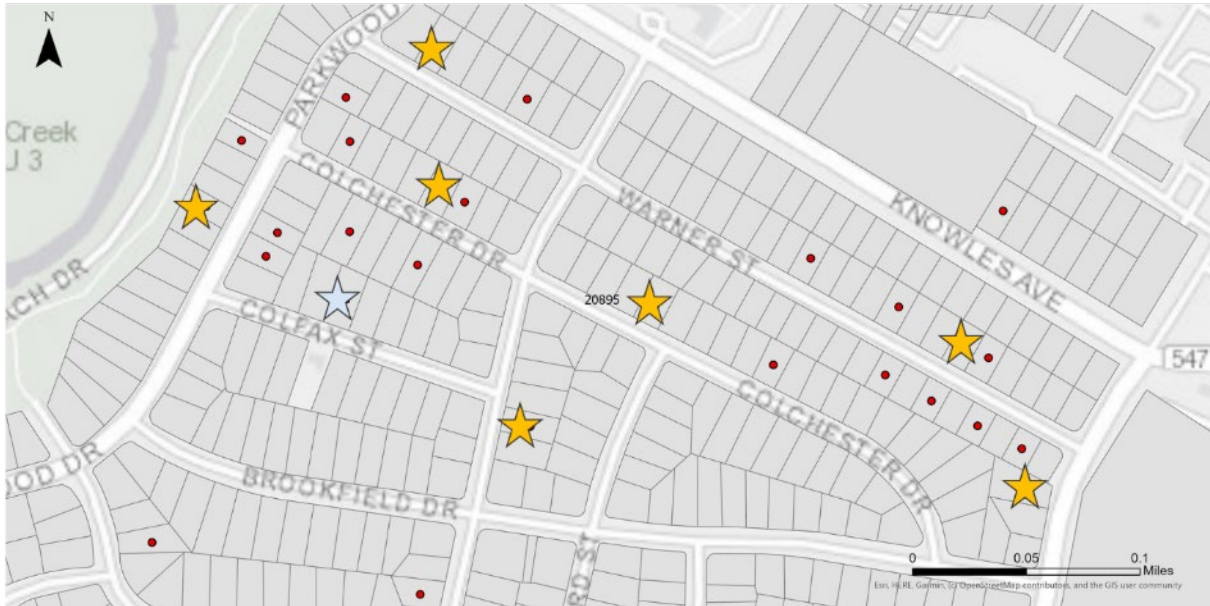 N
PARKWOOD
Creek
J 3
COLCHESTER DR
WARNER ST
KNOWLES AVE
20895
ACH DR
COLFAX ST
547
COLCHESTER DR
OOD DR
BROOKFIELD DR
RD ST
0 0.05 0.1
Miles
Esri, HERE, Garmin, (c) OpenStreetMap contributors, and the GIS user community